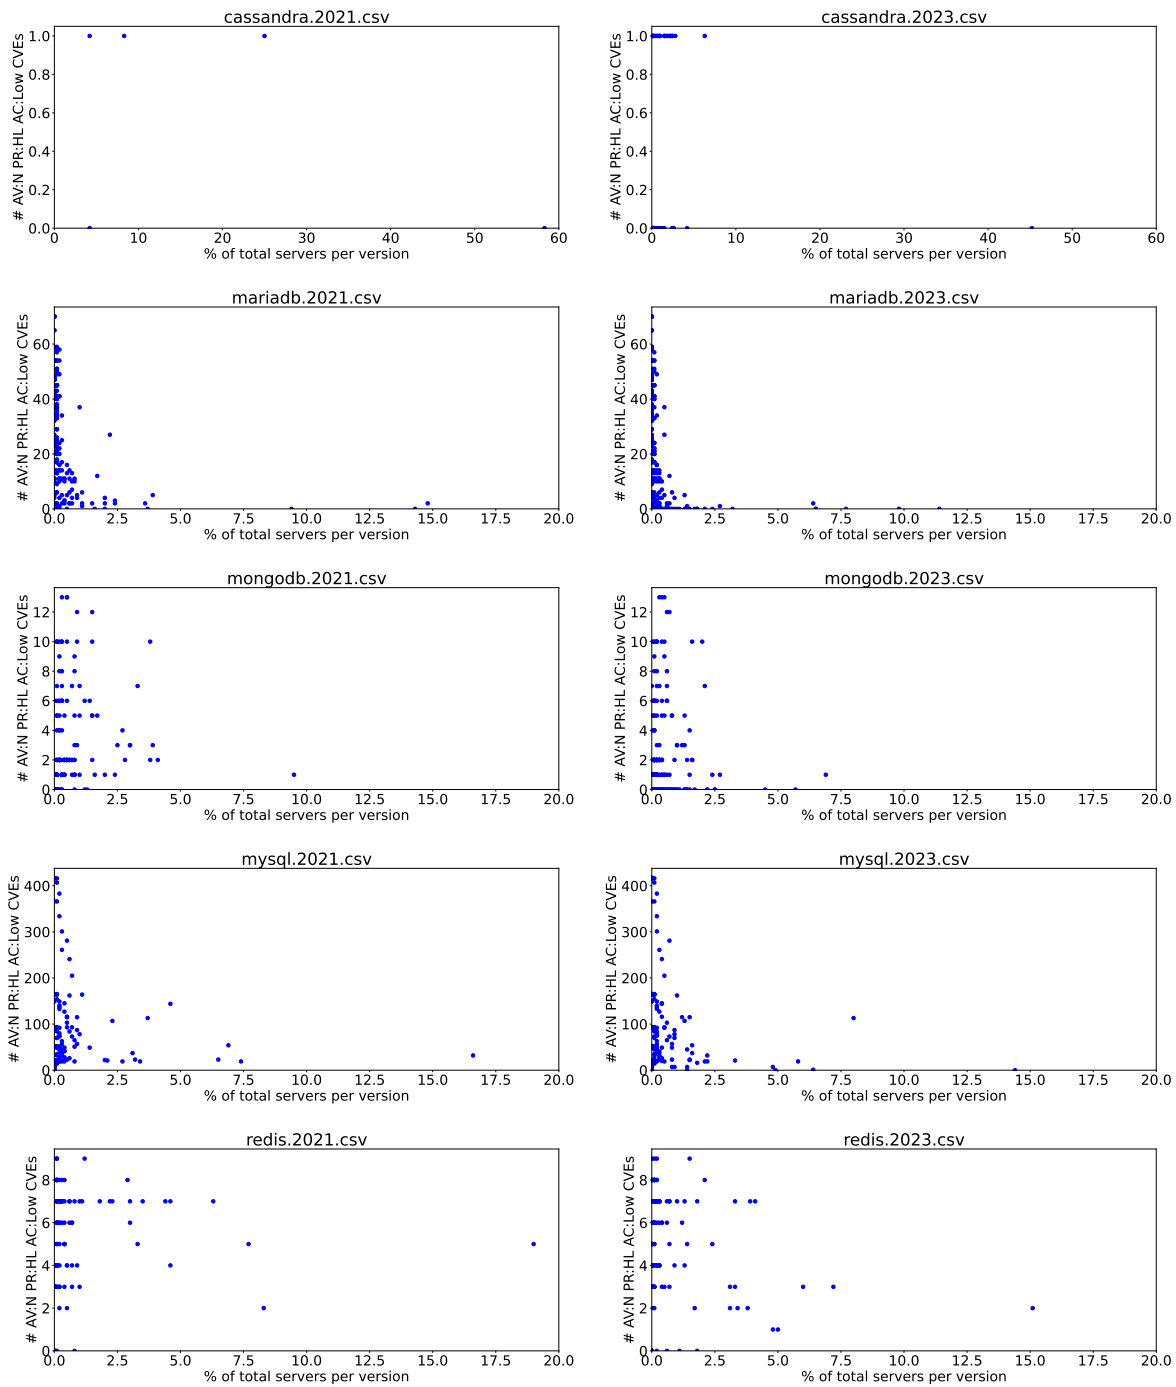 cassandra.2021.csv
# AV:N PR:HL AC:Low CVEs
1.0
0.8
0.6
0.4
0.2
0.0
0 10 20 30 40 50 60
% of total servers per version
cassandra.2023.csv
# AV:N PR:HL AC:Low CVEs
1.0
0.8
0.6
0.4
0.2
0.0
0 10 20 30 40 50 60
% of total servers per version
mariadb.2021.csv
# AV:N PR:HL AC:Low CVEs
60
40
20
0
0.0 2.5 5.0 7.5 10.0 12.5 15.0 17.5 20.0
% of total servers per version
mariadb.2023.csv
# AV:N PR:HL AC:Low CVEs
60
40
20
0
0.0 2.5 5.0 7.5 10.0 12.5 15.0 17.5 20.0
% of total servers per version
mongodb.2021.csv
# AV:N PR:HL AC:Low CVEs
12
10
8
6
4
2
0
0.0 2.5 5.0 7.5 10.0 12.5 15.0 17.5 20.0
% of total servers per version
mongodb.2023.csv
# AV:N PR:HL AC:Low CVEs
12
10
8
6
4
2
0
0.0 2.5 5.0 7.5 10.0 12.5 15.0 17.5 20.0
% of total servers per version
mysql.2021.csv
# AV:N PR:HL AC:Low CVEs
400
300
200
100
0
0.0 2.5 5.0 7.5 10.0 12.5 15.0 17.5 20.0
% of total servers per version
mysql.2023.csv
# AV:N PR:HL AC:Low CVEs
400
300
200
100
0
0.0 2.5 5.0 7.5 10.0 12.5 15.0 17.5 20.0
% of total servers per version
redis.2021.csv
# AV:N PR:HL AC:Low CVEs
8
6
4
2
0
0.0 2.5 5.0 7.5 10.0 12.5 15.0 17.5 20.0
% of total servers per version
redis.2023.csv
# AV:N PR:HL AC:Low CVEs
8
6
4
2
0
0.0 2.5 5.0 7.5 10.0 12.5 15.0 17.5 20.0
% of total servers per version